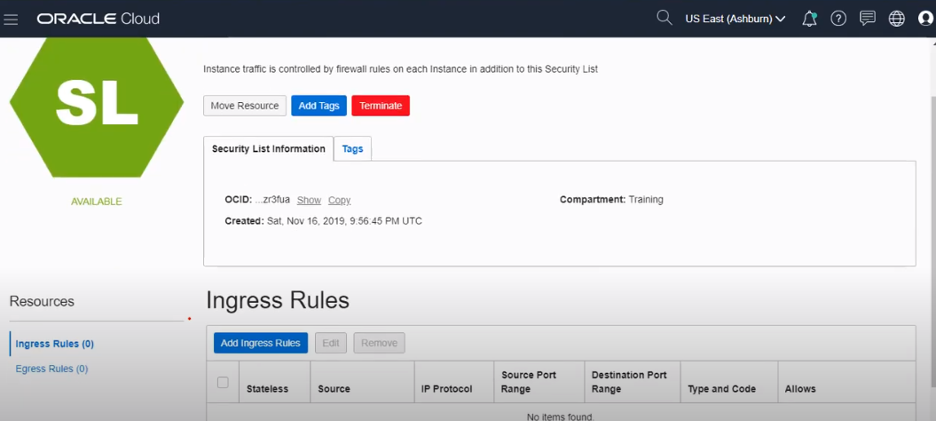 ORACLE Cloud
US East (Ashburn)
SL
AVAILABLE
Instance traffic is controlled by firewall rules on each Instance in addition to this Security List
Move Resource Add Tags Terminate
Security List Information Tags
OCID: ...zr3fua Show Copy
Compartment: Training
Created: Sat, Nov 16, 2019, 9:56:45 PM UTC
Resources
Ingress Rules (0)
Egress Rules (0)
Ingress Rules
Add Ingress Rules Edit Remove
Stateless Source IP Protocol Source Port Range Destination Port Range Type and Code Allows
No items found.